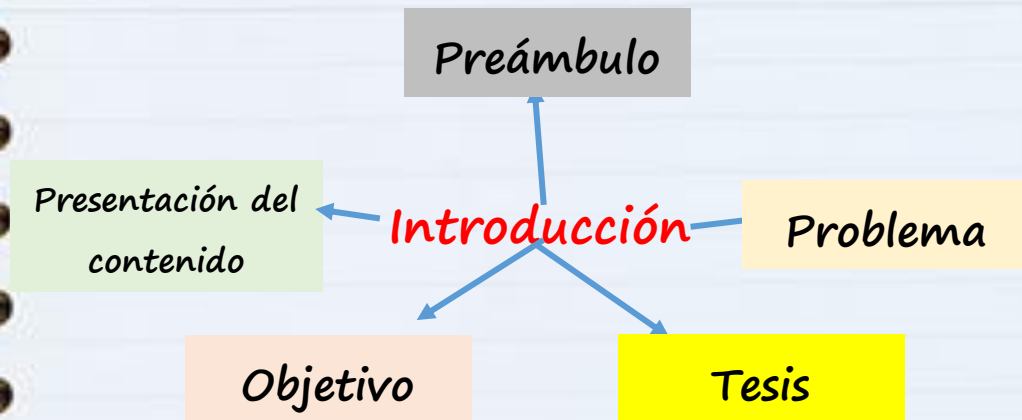 Preámbulo
Presentación del
contenido
Introducción
Problema
Objetivo
Tesis